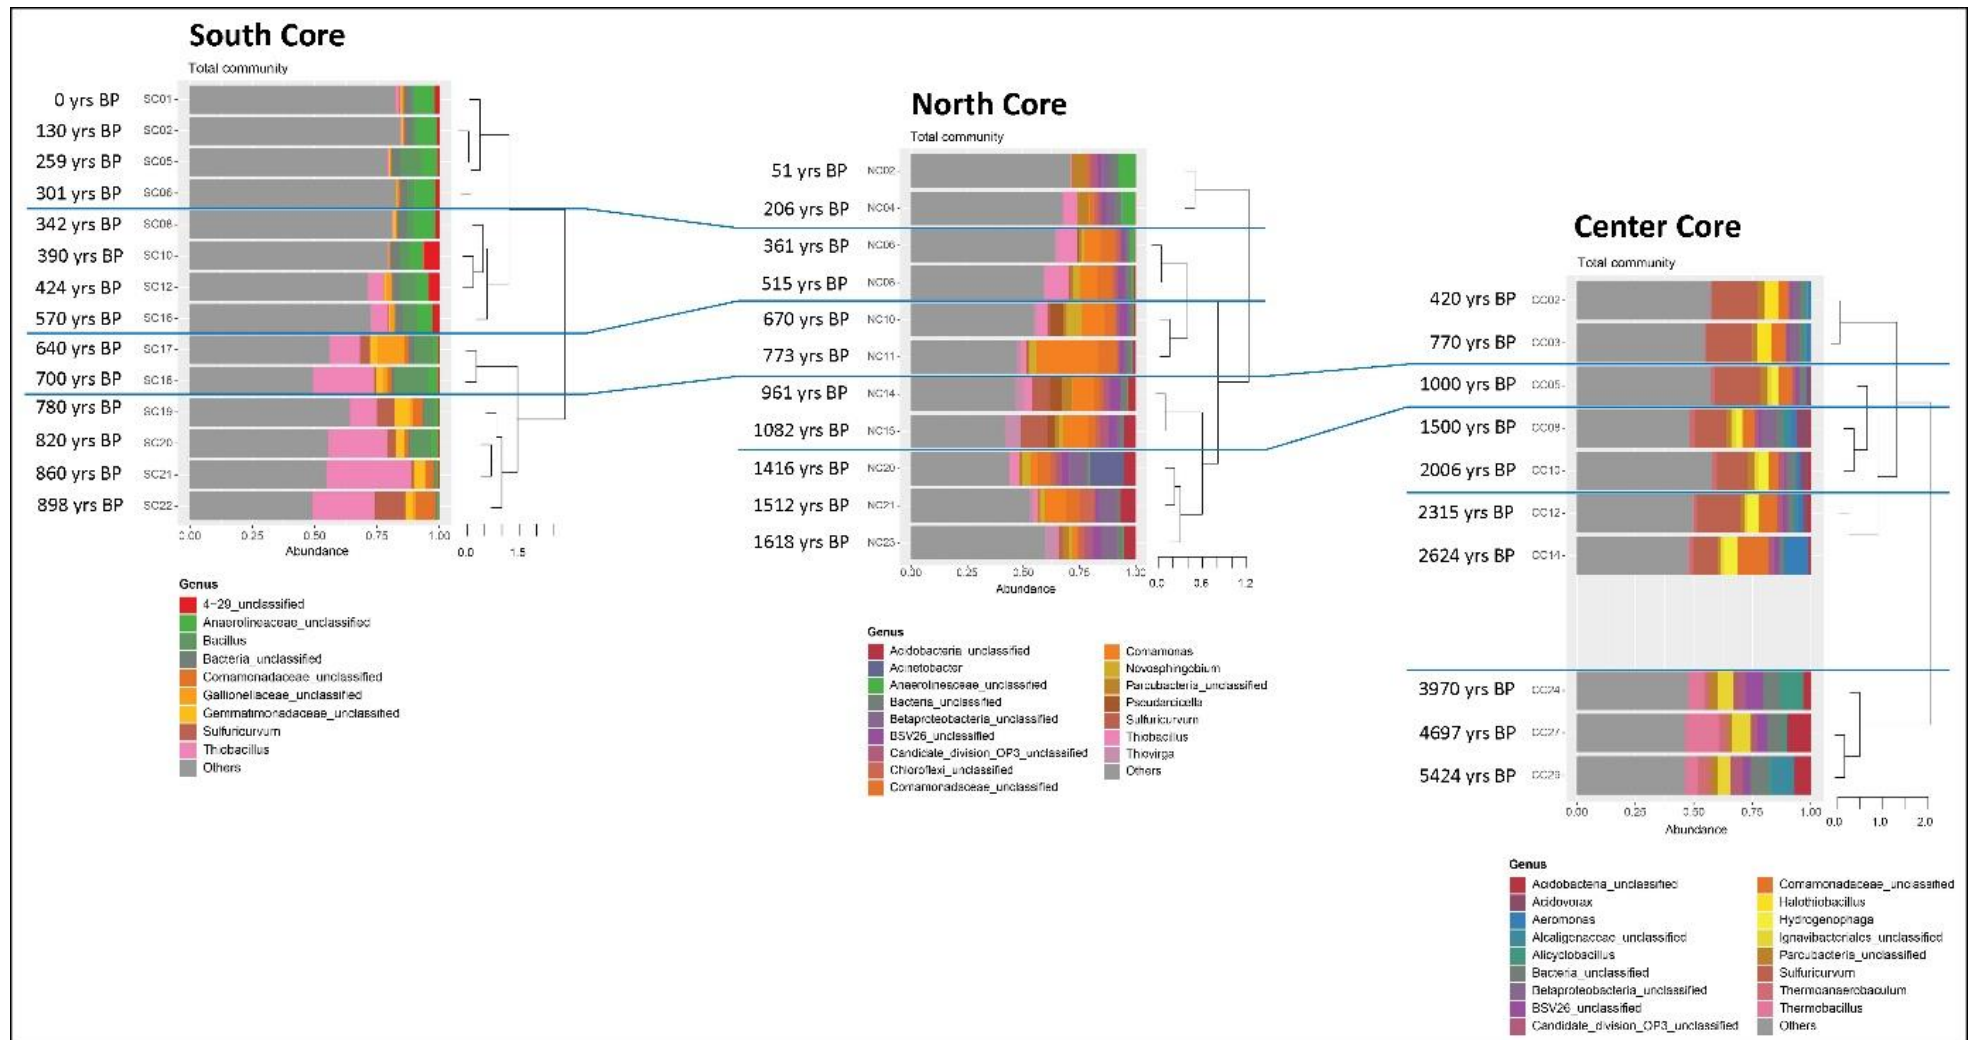 South Core
Total community
0 yrs BP SC01
130 yrs BP SC02
259 yrs BP SC05
301 yrs BP SC06
342 yrs BP SC08
390 yrs BP SC10
424 yrs BP SC12
570 yrs BP SC16
640 yrs BP SC17
700 yrs BP SC18
780 yrs BP SC19
820 yrs BP SC20
860 yrs BP SC21
898 yrs BP SC22
0.00 0.25 0.50 0.75 1.00
Abundance
0.0 1.5
Genus
4-29_unclassified
Anaerolineaceae_unclassified
Bacillus
Bacteria_unclassified
Comamonadaceae_unclassified
Gallionellaceae_unclassified
Gemmatimonadaceae_unclassified
Sulfuricurvum
Thiobacillus
Others
North Core
Total community
51 yrs BP NC02
206 yrs BP NC04
361 yrs BP NC06
515 yrs BP NC08
670 yrs BP NC10
773 yrs BP NC11
961 yrs BP NC14
1082 yrs BP
1416 yrs BP NC20
1512 yrs BP NC21
1618 yrs BP NC23
0.00 0.25 0.50 0.75 1.00
Abundance
0.0 0.6 1.2
Genus
Acidobacteria_unclassified
Acinetobacter
Anaerolineaceae_unclassified
Bacteria_unclassified
Betaproteobacteria_unclassified
BSV26_unclassified
Candidate_division_OP3_unclassified
Chloroflexi_unclassified
Comamonadaceae_unclassified
Comamonas
Novosphingobium
Parcubacteria_unclassified
Pseudarcicella
Sulfuricurvum
Thiobacillus
Thiovirga
Others
Center Core
Total community
420 yrs BP CC02
770 yrs BP CC03
1000 yrs BP CC05
1500 yrs BP CC08
2006 yrs BP CC10
2315 yrs BP CC12
2624 yrs BP CC14
3970 yrs BP CC24
4697 yrs BP CC27
5424 yrs BP
0.00 0.25 0.50 0.75 1.00
Abundance
0.0 1.0 2.0
Genus
Acidobacteria_unclassified
Acidovorax
Aeromonas
Alcaligenaceae_unclassified
Alicyclobacillus
Bacteria_unclassified
Betaproteobacteria_unclassified
BSV26_unclassified
Candidate_division_OP3_unclassified
Comamonadaceae_unclassified
Halothiobacillus
Hydrogenophaga
Ignavibacteriales_unclassified
Parcubacteria_unclassified
Sulfuricurvum
Thermoanaerobaculum
Thermobacillus
Others